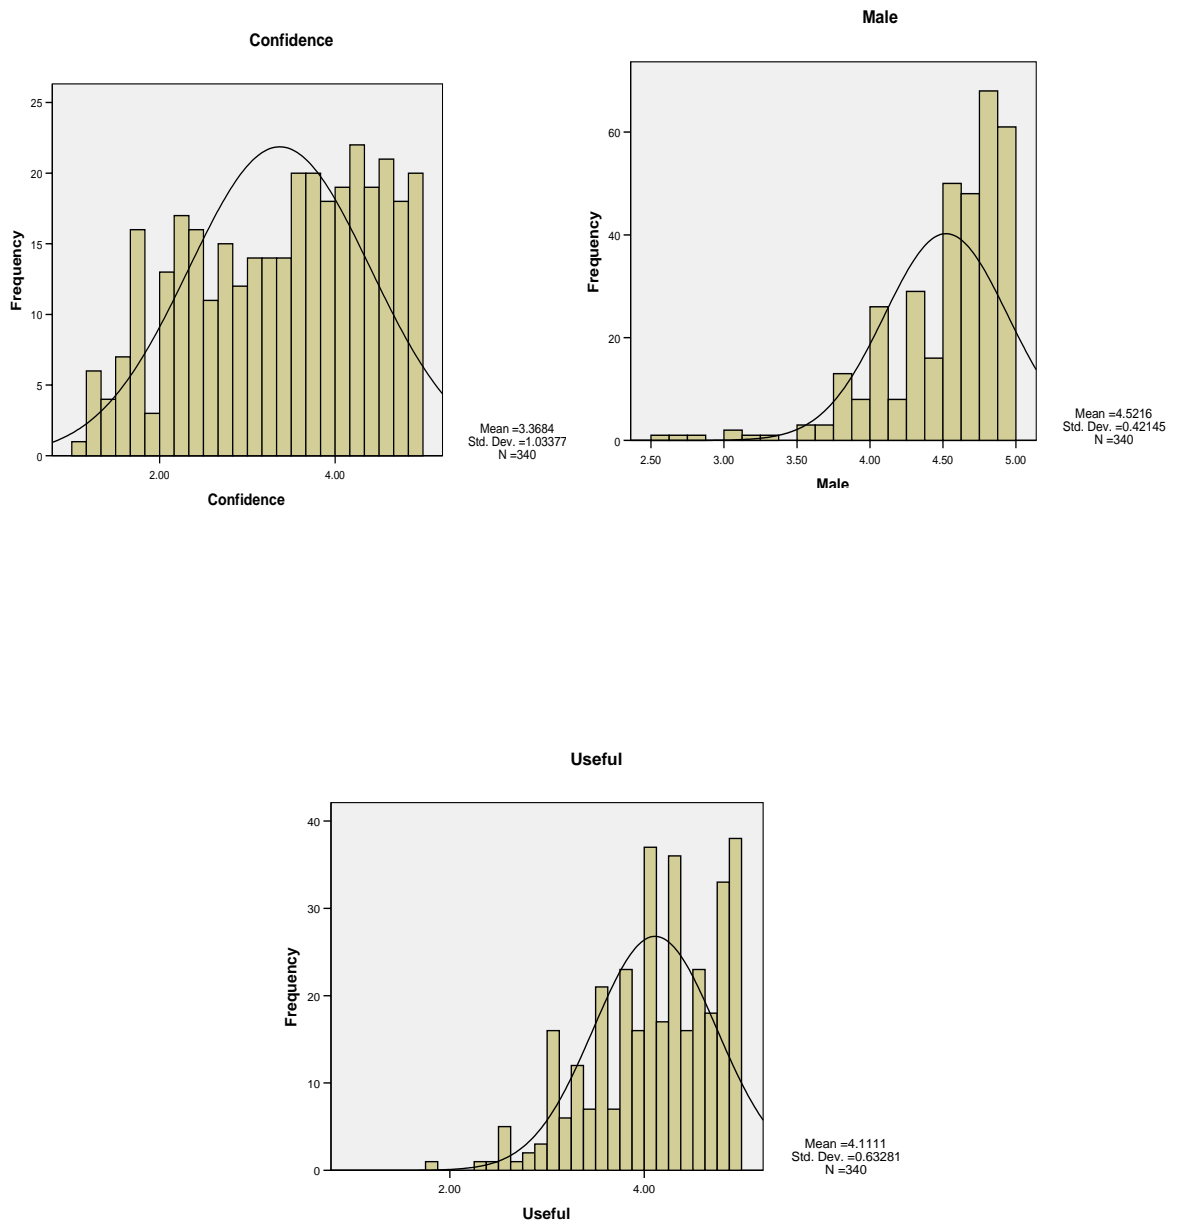 Confidence
25
20
15
10
5
0
Frequency
2.00 4.00
Confidence
Mean =3.3684
Std. Dev. =1.03377
N =340
Male
60
40
20
0
Frequency
2.50 3.00 3.50 4.00 4.50 5.00
Male
Mean =4.5216
Std. Dev. =0.42145
N =340
Useful
40
30
20
10
0
Frequency
2.00 4.00
Useful
Mean =4.1111
Std. Dev. =0.63281
N =340